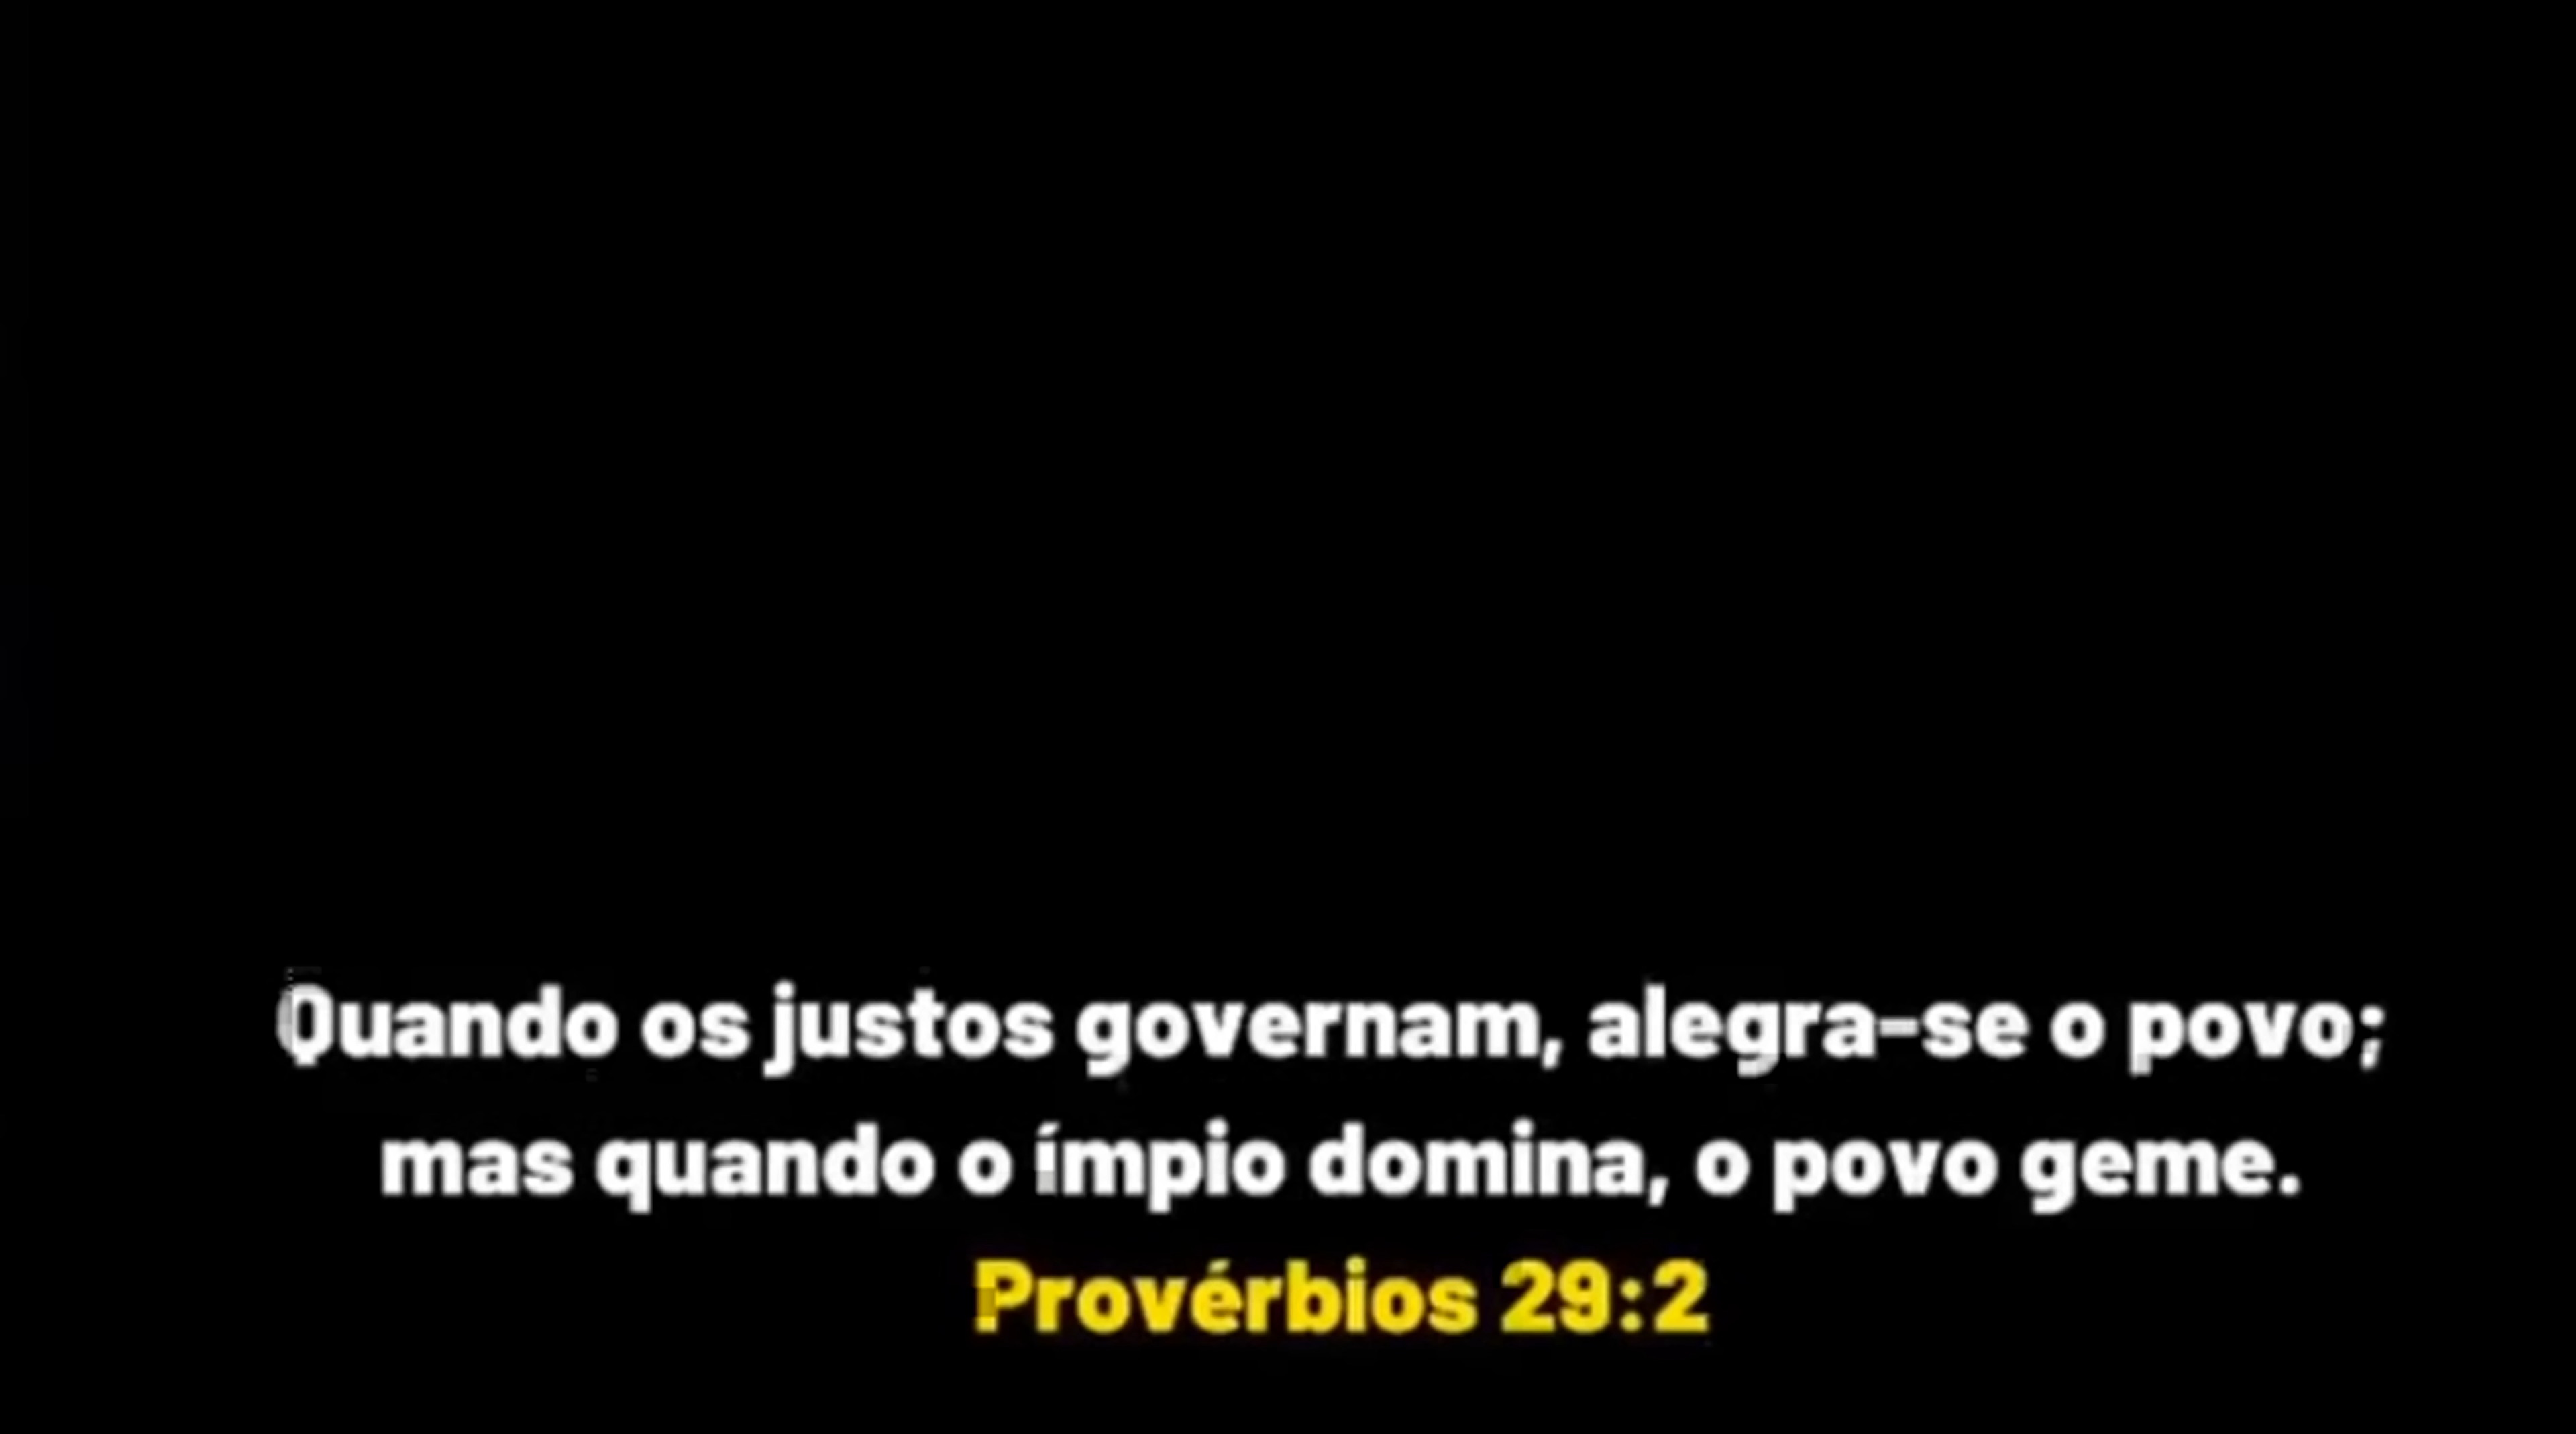 Quando os justos governam, alegra-se o povo;
mas quando o ímpio domina, o povo geme.
Provérbios 29:2